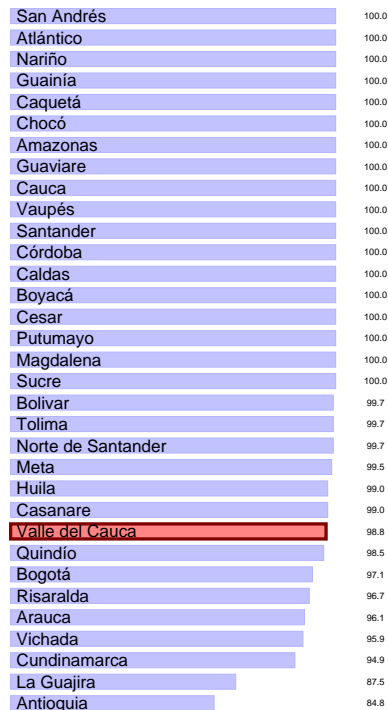 San Andrés 100.0
Atlántico 100.0
Nariño 100.0
Guainía 100.0
Caquetá 100.0
Chocó 100.0
Amazonas 100.0
Guaviare 100.0
Cauca 100.0
Vaupés 100.0
Santander 100.0
Córdoba 100.0
Caldas 100.0
Boyacá 100.0
Cesar 100.0
Putumayo 100.0
Magdalena 100.0
Sucre 100.0
Bolivar 99.7
Tolima 99.7
Norte de Santander 99.7
Meta 99.5
Huila 99.0
Casanare 99.0
Valle del Cauca 98.8
Quindío 98.5
Bogotá 97.1
Risaralda 96.7
Arauca 96.1
Vichada 95.9
Cundinamarca 94.9
La Guajira 87.5
Antioquia 84.8